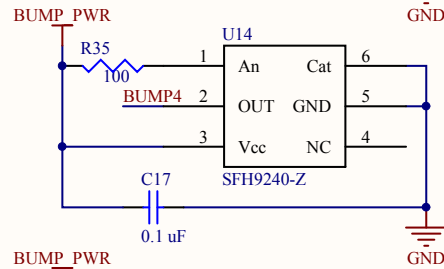 BUMP_PWR
GND
U14
R35
100
1
An
Cat
6
BUMP4
2
OUT
GND
5
3
Vcc
NC
4
SFH9240-Z
C17
0.1 uF
BUMP_PWR
GND